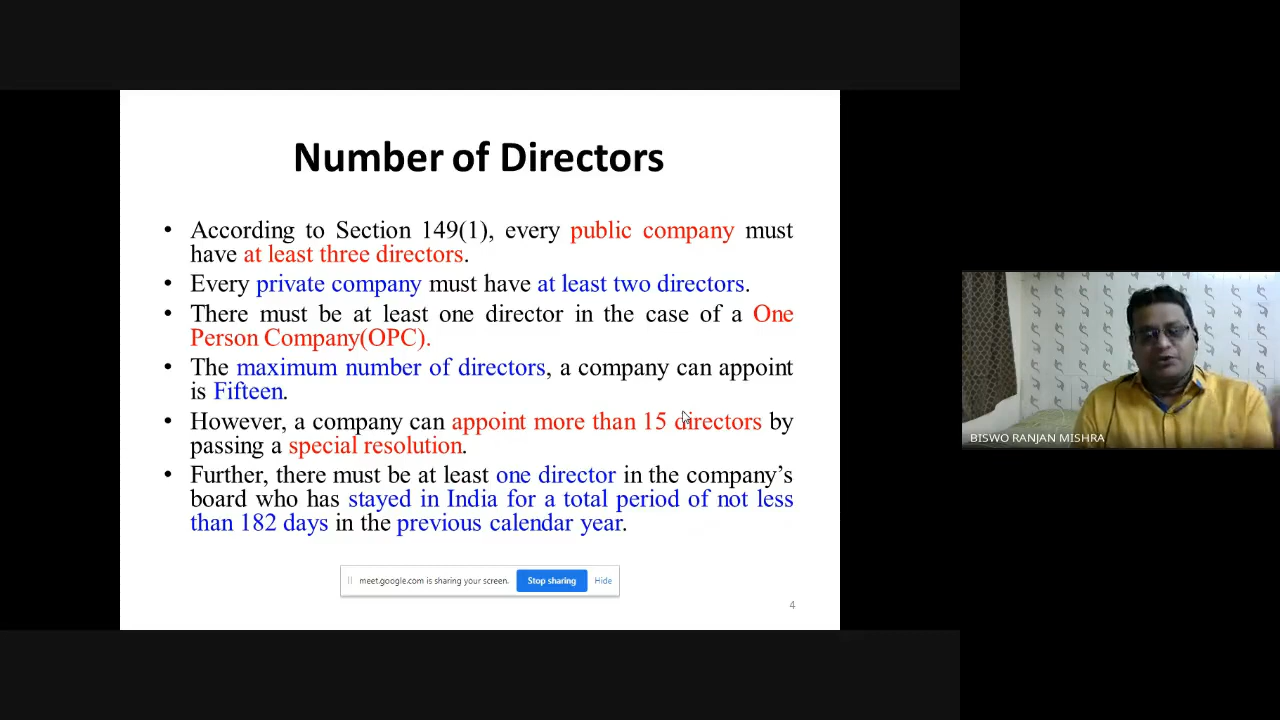 Number of Directors
• According to Section 149(1), every public company must
have at least three directors.
• Every private company must have at least two directors.
• There must be at least one director in the case of a One
Person Company(OPC).
• The maximum number of directors, a company can appoint
is Fifteen.
• However, a company can appoint more than 15 directors by
passing a special resolution.
• Further, there must be at least one director in the company’s
board who has stayed in India for a total period of not less
than 182 days in the previous calendar year.
meet.google.com is sharing your screen. Stop sharing Hide
4
BISWO RANJAN MISHRA